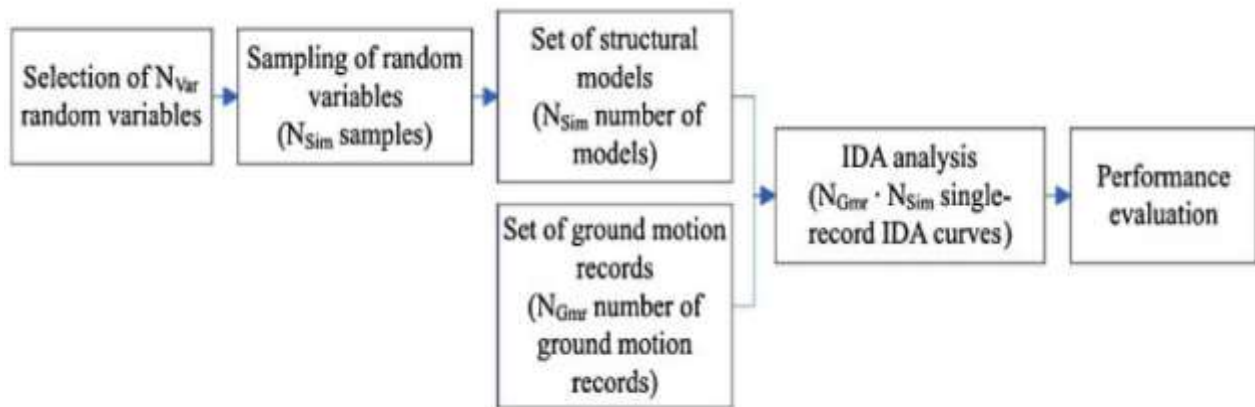 Selection of N_Var
random variables
Sampling of random
variables
(N_Sim samples)
Set of structural
models
(N_Sim number of
models)
Set of ground motion
records
(N_Gmr number of
ground motion
records)
IDA analysis
(N_Gmr · N_Sim single-
record IDA curves)
Performance
evaluation